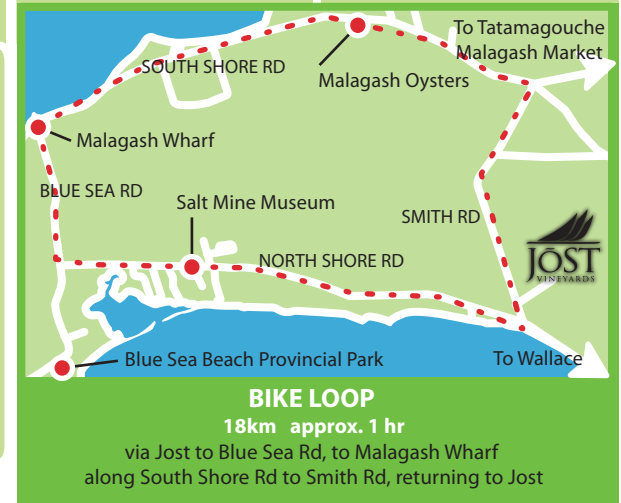 To Tatamagouche
Malagash Market
SOUTH SHORE RD
Malagash Oysters
Malagash Wharf
BLUE SEA RD
Salt Mine Museum
SMITH RD
JŌST
VINEYARDS
NORTH SHORE RD
Blue Sea Beach Provincial Park
To Wallace
BIKE LOOP
18km approx. 1 hr
via Jost to Blue Sea Rd, to Malagash Wharf
along South Shore Rd to Smith Rd, returning to Jost